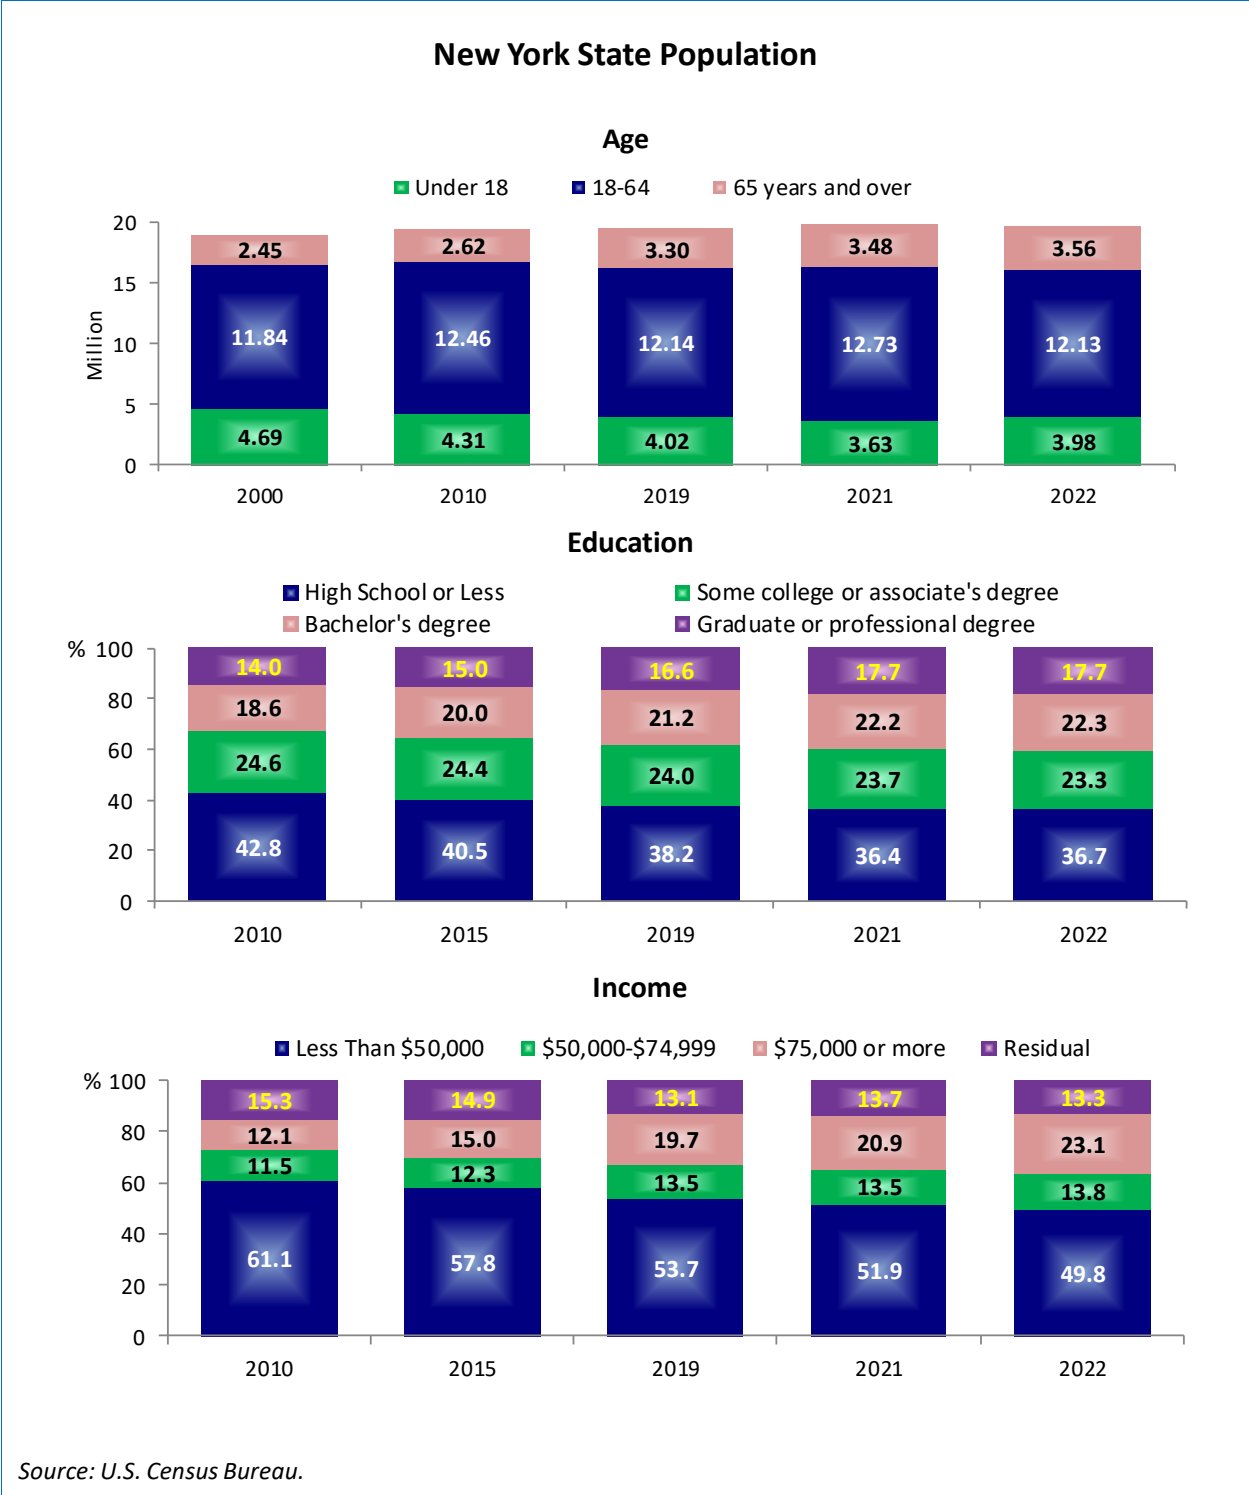 New York State Population
Age
Under 18 18-64 65 years and over
20
2.45 2.62 3.30 3.48 3.56
15
11.84 12.46 12.14 12.73 12.13
Million
10
5
4.69 4.31 4.02 3.63 3.98
0
2000 2010 2019 2021 2022
Education
High School or Less Some college or associate's degree
Bachelor's degree Graduate or professional degree
% 100
14.0 15.0 16.6 17.7 17.7
80
18.6 20.0 21.2 22.2 22.3
60
24.6 24.4 24.0 23.7 23.3
40
42.8 40.5 38.2 36.4 36.7
20
0
2010 2015 2019 2021 2022
Income
Less Than $50,000 $50,000-$74,999 $75,000 or more Residual
% 100
15.3 14.9 13.1 13.7 13.3
80
12.1 15.0 19.7 20.9 23.1
11.5 12.3 13.5 13.5 13.8
60
40
61.1 57.8 53.7 51.9 49.8
20
0
2010 2015 2019 2021 2022
Source: U.S. Census Bureau.